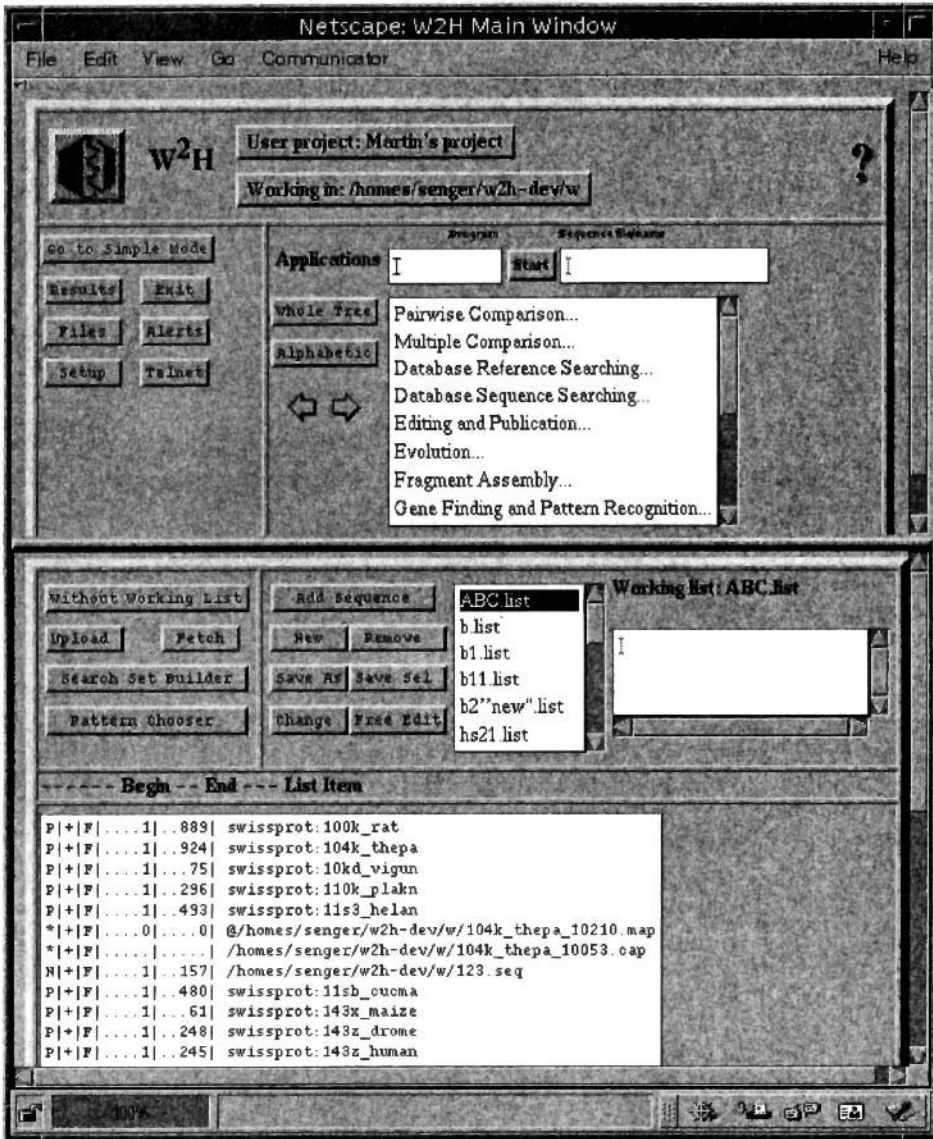 Netscape: W2H Main Window
File Edit View Go Communicator Help
W2H
User project: Martin's project
?
Working in: /homes/senger/w2h-dev/w
Program Sequence filename
Go to Simple Mode
Applications Start
Results Exit
Files Alerts
Setup Telnet
Whole Tree
Alphabetic
Pairwise Comparison...
Multiple Comparison...
Database Reference Searching...
Database Sequence Searching...
Editing and Publication...
Evolution...
Fragment Assembly...
Gene Finding and Pattern Recognition...
Without Working List
Upload Fetch
Search Set Builder
Pattern Chooser
Add Sequence
New Remove
Save As Save Sel
Change Free Edit
ABC.list
b.list
b1.list
b11.list
b2"new".list
hs21.list
Working list: ABC.list
------ Begin -- End --- List Item
P|+|F|....1|..889| swissprot:100k_rat
P|+|F|....1|..924| swissprot:104k_thepa
P|+|F|....1|...75| swissprot:10kd_vigun
P|+|F|....1|..296| swissprot:110k_plakn
P|+|F|....1|..493| swissprot:11s3_helan
*|+|F|....0|....0| @/homes/senger/w2h-dev/w/104k_thepa_10210.map
*|+|F|.....|.....| /homes/senger/w2h-dev/w/104k_thepa_10053.cap
N|+|F|....1|..157| /homes/senger/w2h-dev/w/123.seq
P|+|F|....1|..480| swissprot:11sb_cucma
P|+|F|....1|...61| swissprot:143x_maize
P|+|F|....1|..248| swissprot:143z_drome
P|+|F|....1|..245| swissprot:143z_human
100%